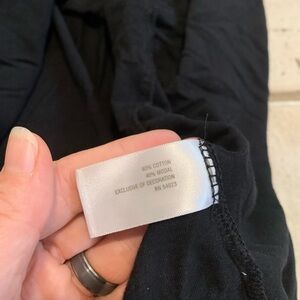 60% COTTON
40% MODAL
EXCLUSIVE OF DECORATION
RN 54023